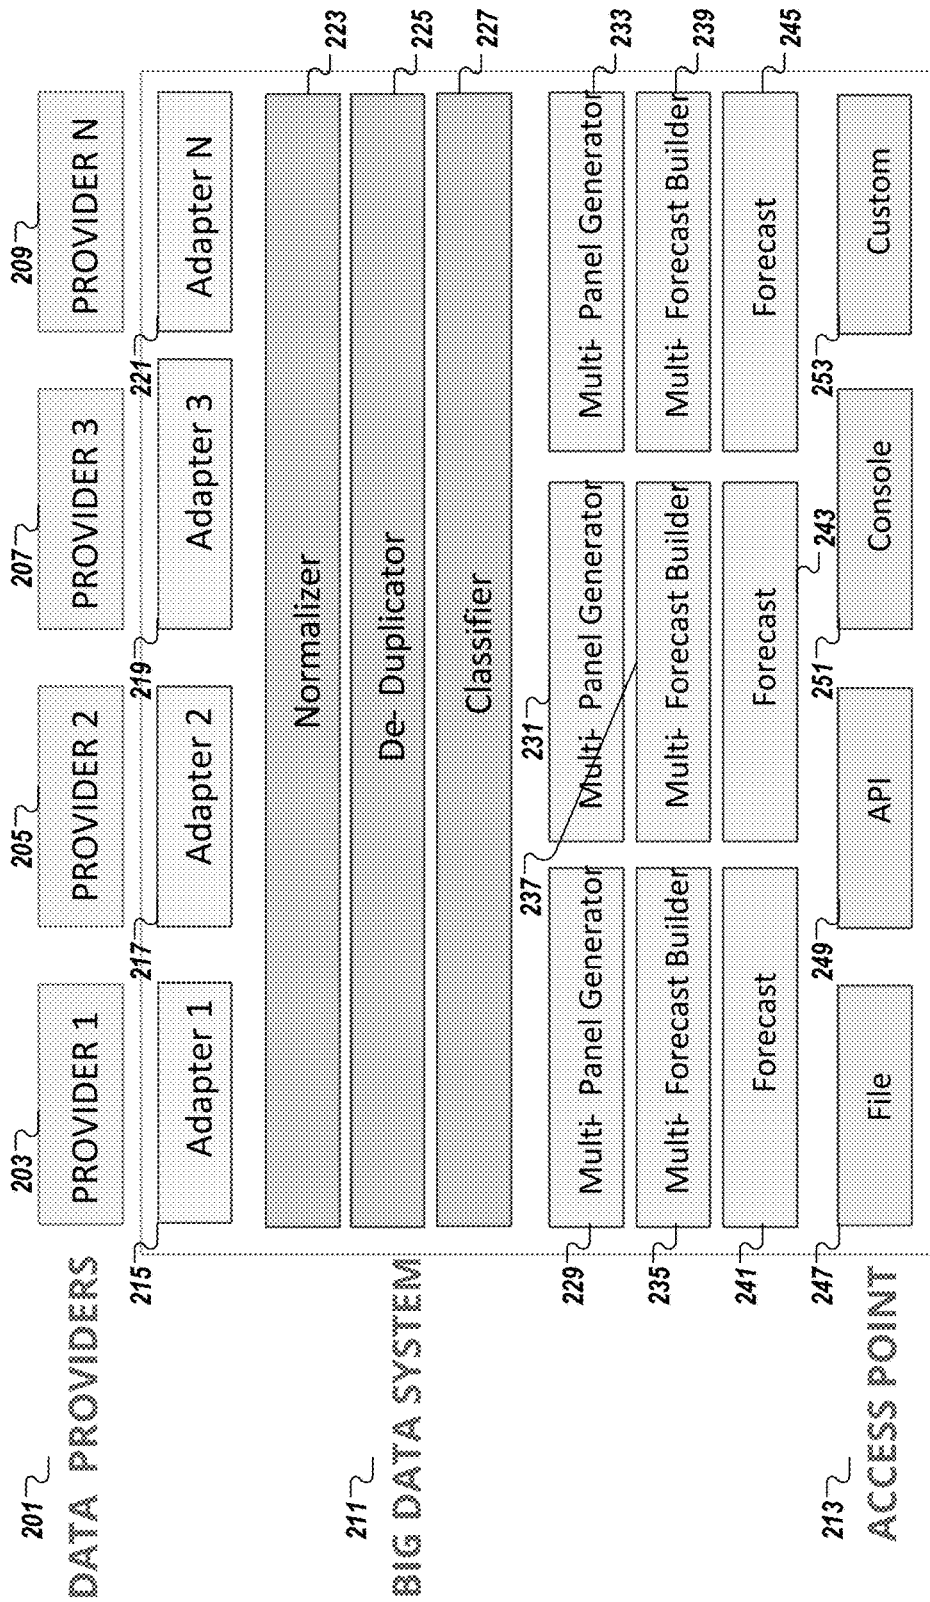 201
DATA PROVIDERS
203
PROVIDER 1
205
PROVIDER 2
207
PROVIDER 3
209
PROVIDER N
215
Adapter 1
217
Adapter 2
219
Adapter 3
221
Adapter N
211
BIG DATA SYSTEM
Normalizer
223
De- Duplicator
225
Classifier
227
229
Multi- Panel Generator
231
Multi- Panel Generator
233
Multi- Panel Generator
235
Multi- Forecast Builder
237
Multi- Forecast Builder
239
Multi- Forecast Builder
241
Forecast
243
Forecast
245
Forecast
213
ACCESS POINT
247
File
249
API
251
Console
253
Custom